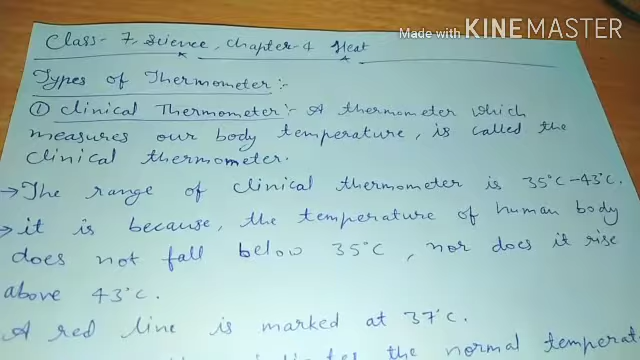 Made with KINEMASTER
Class- 7, Science, Chapter-4 Heat
Types of Thermometer:-
① Clinical Thermometer:- A thermometer which
measures our body temperature, is called the
clinical thermometer.
→ The range of clinical thermometer is 35°C-43°C.
→ it is because, the temperature of human body
does not fall below 35°C, nor does it rise
above 43°C.
A red line is marked at 37°C.
the normal temperat